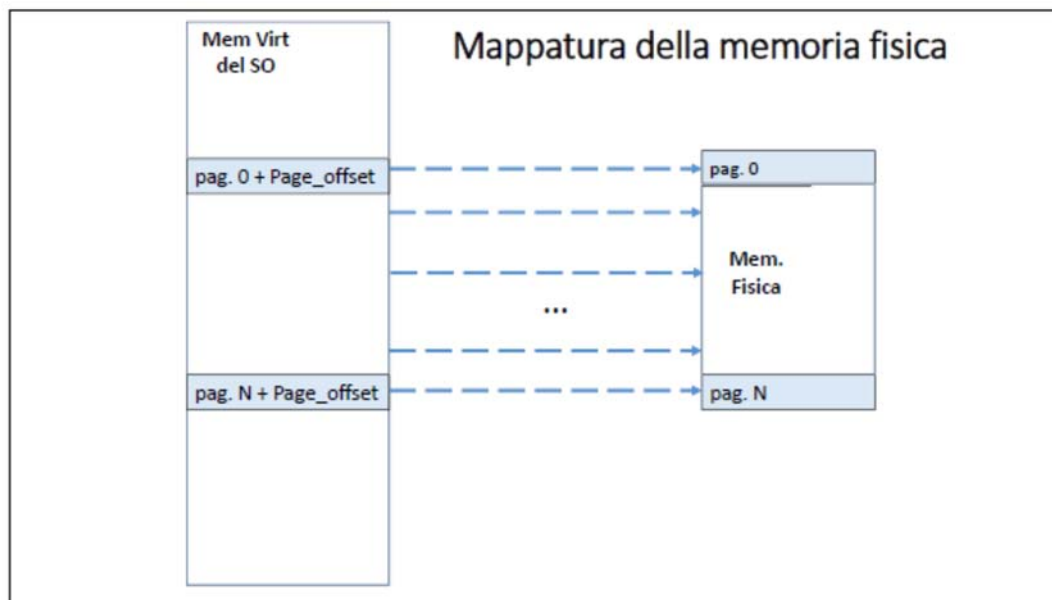 Mem Virt
del SO
Mappatura della memoria fisica
pag. 0 + Page_offset
pag. 0
Mem.
Fisica
...
pag. N + Page_offset
pag. N